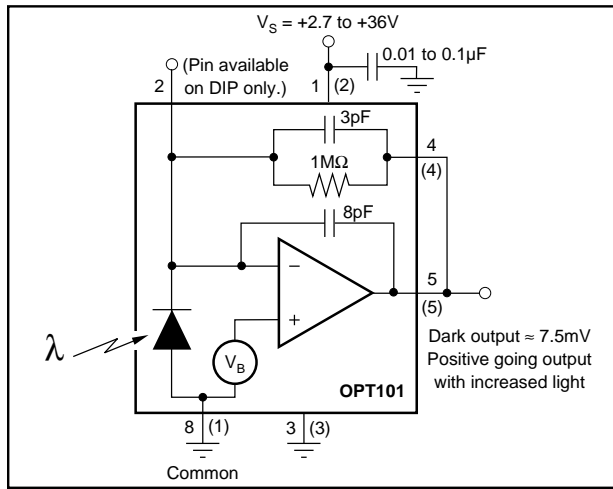 V_S = +2.7 to +36V
0.01 to 0.1µF
(Pin available
on DIP only.)
2
1
(2)
3pF
1MΩ
4
(4)
8pF
5
(5)
−
+
λ
V_B
OPT101
Dark output ≈ 7.5mV
Positive going output
with increased light
8
(1)
3
(3)
Common